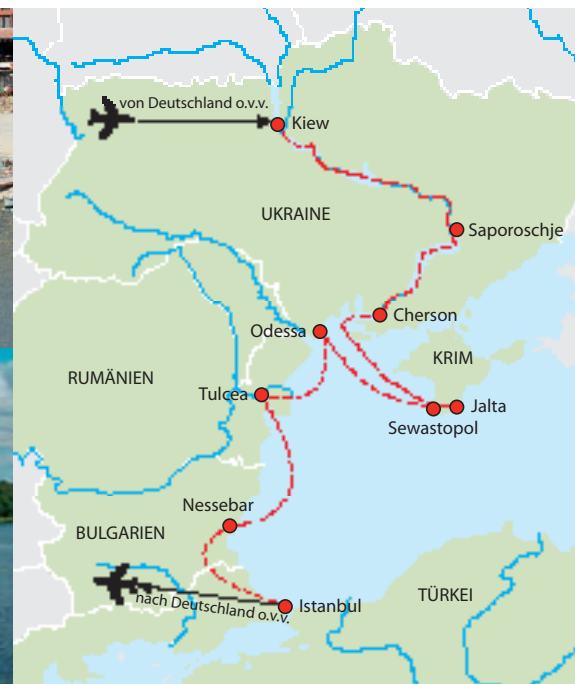 von Deutschland o.v.v.
Kiew
UKRAINE
Saporoschje
Cherson
Odessa
KRIM
RUMÄNIEN
Tulcea
Jalta
Sewastopol
Nessebar
BULGARIEN
TÜRKEI
nach Deutschland o.v.v.
Istanbul